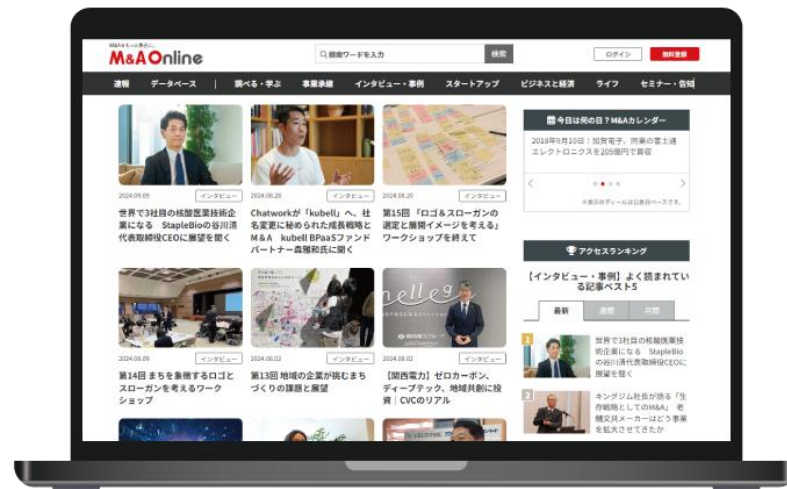 M&Aをもっと身近に。
M&A Online
検索ワードを入力
検索
ログイン
無料登録
速報 データベース | 調べる・学ぶ 事業承継 インタビュー・事例 スタートアップ ビジネスと経済 ライフ セミナー・告知
2024.09.09 インタビュー
世界で3社目の核酸医薬技術企
業になる StapleBioの谷川清
代表取締役CEOに展望を聞く
2024.08.28 インタビュー
Chatworkが「kubell」へ、社
名変更に秘められた成長戦略と
M&A kubell BPaaSファンド
パートナー森雅和氏に聞く
2024.08.20 インタビュー
第15回 「ロゴ&スローガンの
選定と展開イメージを考える」
ワークショップを終えて
2024.08.09 インタビュー
第14回 まちを象徴するロゴと
スローガンを考えるワーク
ショップ
2024.08.02 インタビュー
第13回 地域の企業が挑むまち
づくりの課題と展望
nelleg
2024.08.02 インタビュー
【関西電力】ゼロカーボン、
ディープテック、地域共創に投
資|CVCのリアル
今日は何の日?M&Aカレンダー
2018年9月10日:加賀電子、同業の富士通
エレクトロニクスを205億円で買収
※表示のディールは公表日ベースです。
アクセスランキング
【インタビュー・事例】よく読まれてい
る記事ベスト5
最新 週間 月間
1
世界で3社目の核酸医薬技
術企業になる StapleBio
の谷川清代表取締役CEOに
展望を聞く
2
キングジム社長が語る「生
存戦略としてのM&A」 老
舗文具メーカーはどう事業
を拡大させてきたか